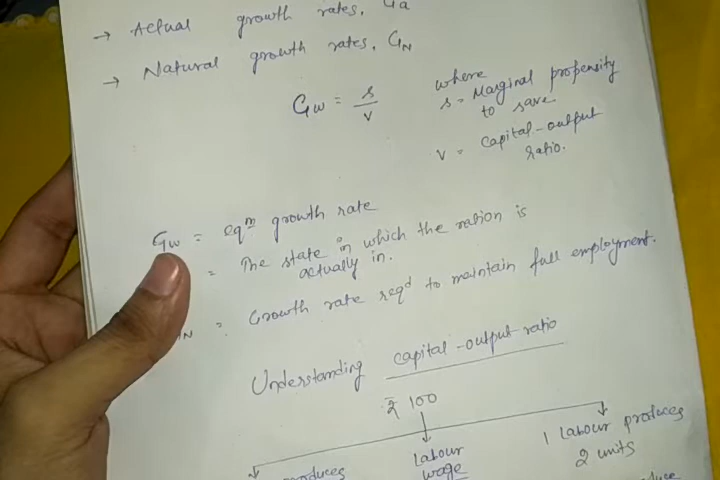 → Actual growth rates, Ga
→ Natural growth rates, GN
Gw = s/v
where
s = Marginal propensity
to save
v = capital-output
ratio.
Gw = eqm growth rate
= The state in which the nation is
actually in.
N = Growth rate reqd to maintain full employment.
Understanding capital-output ratio
₹ 100
produces
Labour
wage
1 Labour produces
2 units